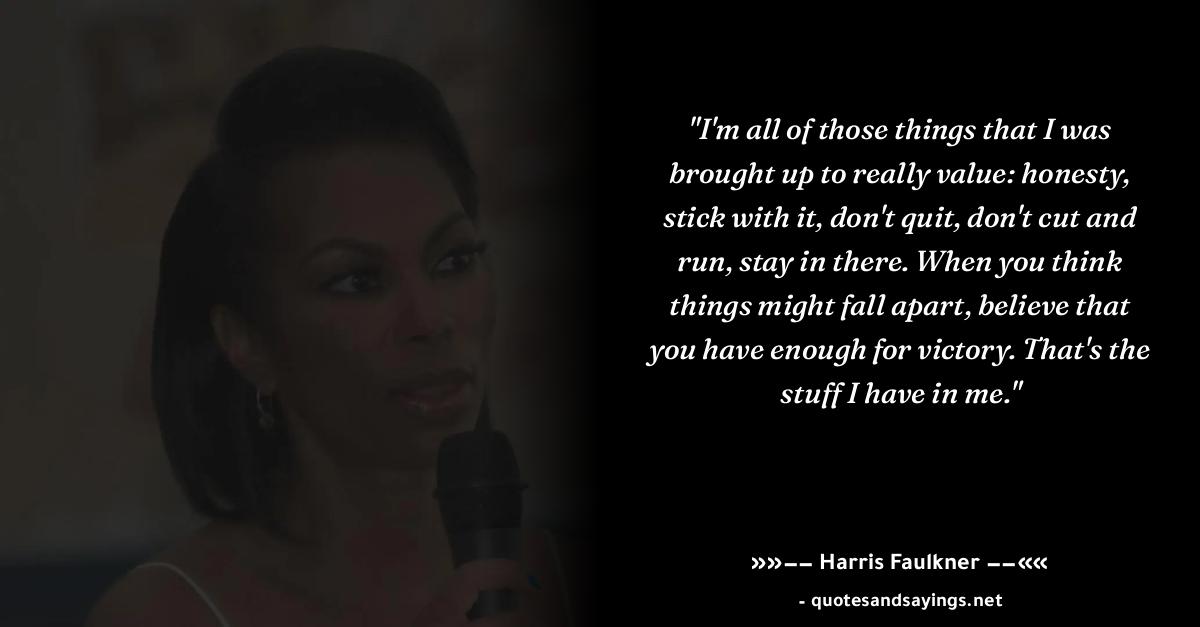 "I'm all of those things that I was
brought up to really value: honesty,
stick with it, don't quit, don't cut and
run, stay in there. When you think
things might fall apart, believe that
you have enough for victory. That's the
stuff I have in me."
»»–– Harris Faulkner ––««
- quotesandsayings.net